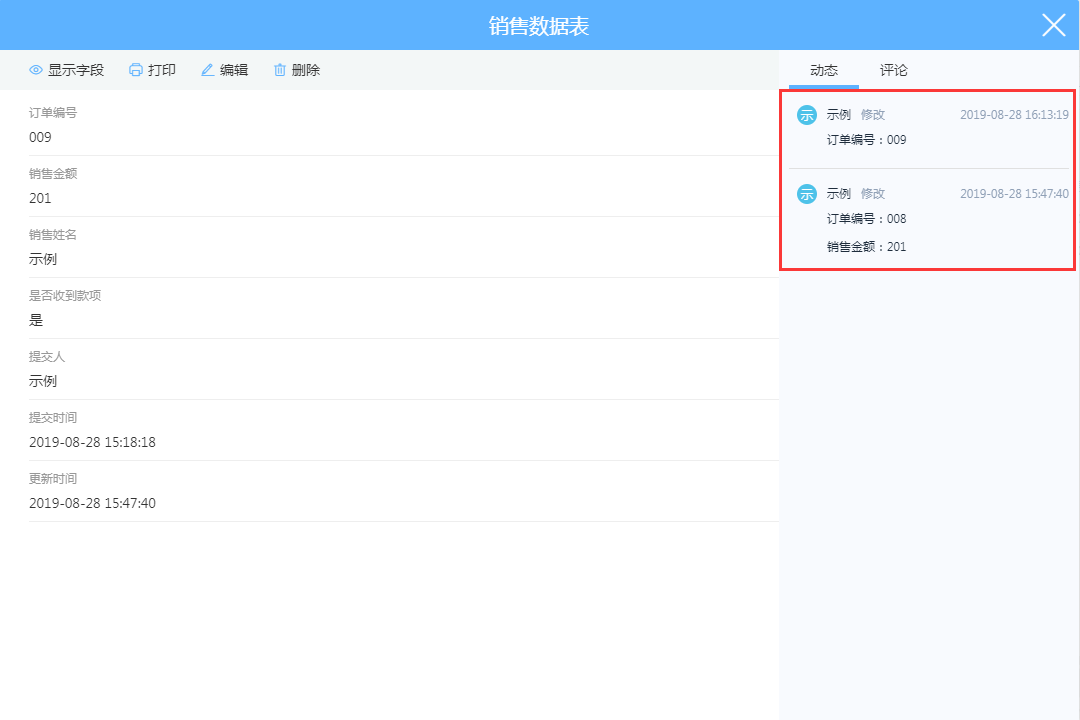 销售数据表
显示字段 打印 编辑 删除
订单编号
009
销售金额
201
销售姓名
示例
是否收到款项
是
提交人
示例
提交时间
2019-08-28 15:18:18
更新时间
2019-08-28 15:47:40
动态 评论
示 示例 修改 2019-08-28 16:13:19
订单编号：009
示 示例 修改 2019-08-28 15:47:40
订单编号：008
销售金额：201